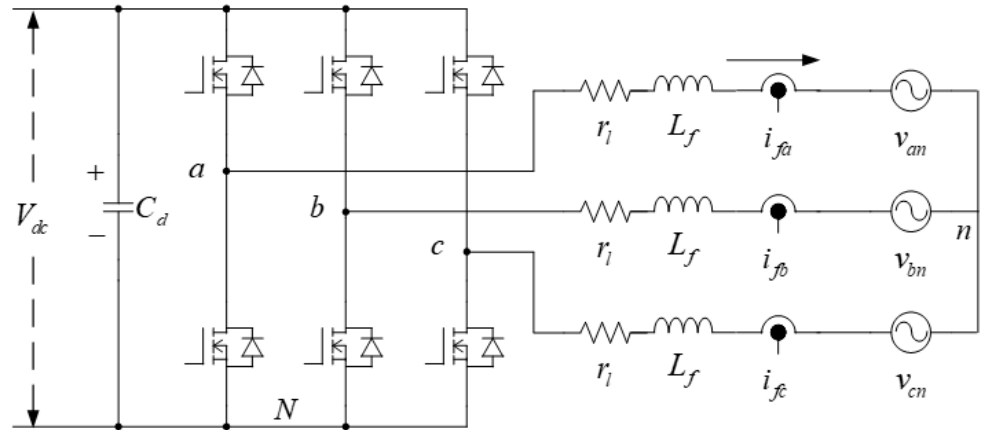 a
r_l
L_f
i_fa
v_an
+
V_dc
C_d
−
b
r_l
L_f
i_fb
v_bn
n
c
r_l
L_f
i_fc
v_cn
N